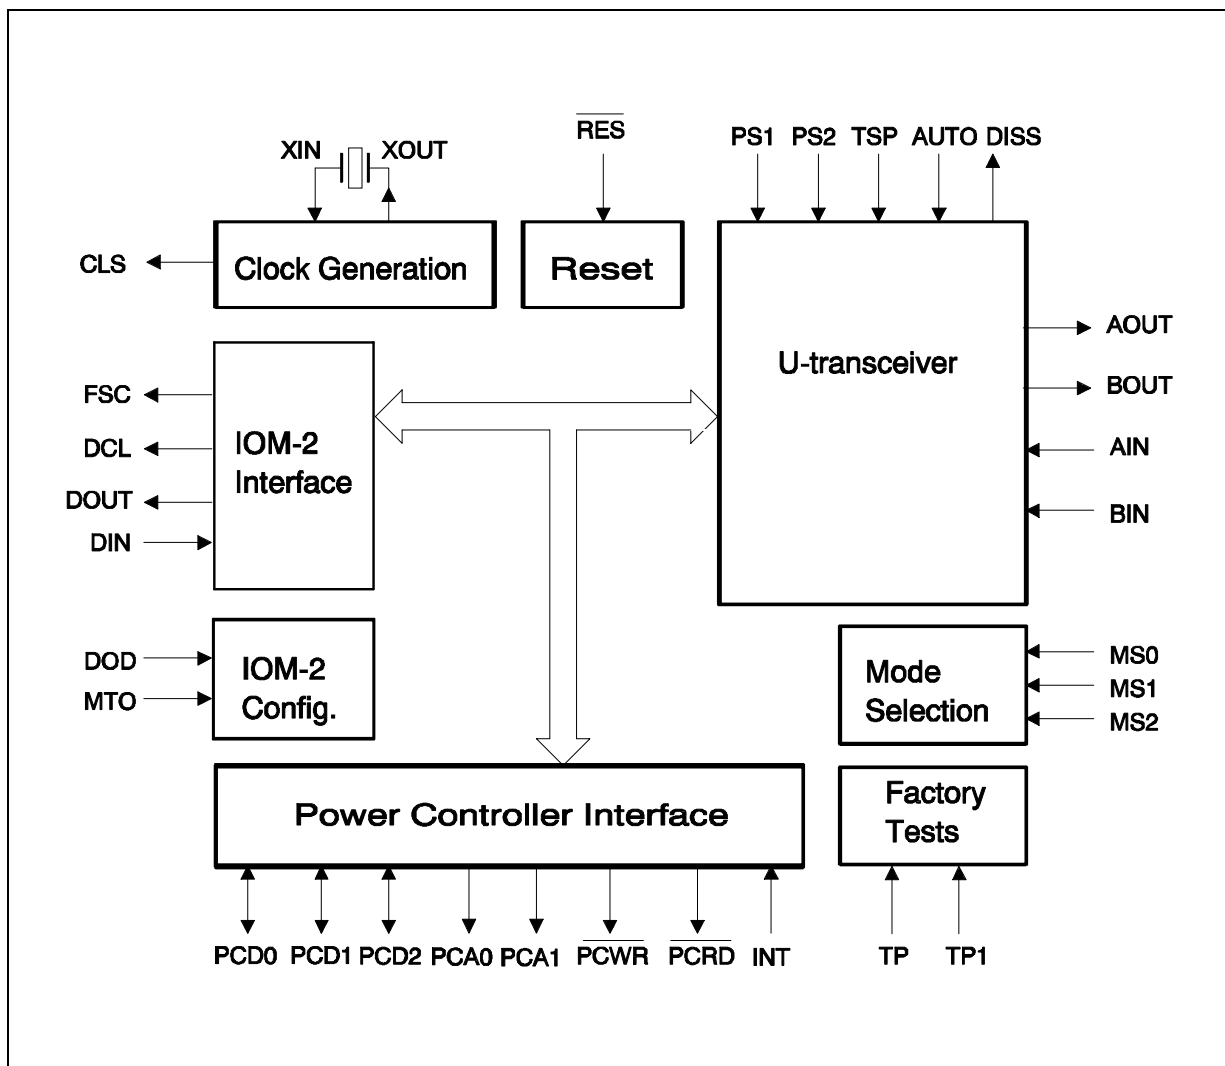 RES
PS1 PS2 TSP AUTO DISS
XIN XOUT
CLS
Clock Generation
Reset
AOUT
U-transceiver
BOUT
FSC
DCL
IOM-2
Interface
AIN
DOUT
BIN
DIN
DOD
MTO
IOM-2
Config.
Mode
Selection
MS0
MS1
MS2
Power Controller Interface
Factory
Tests
PCD0 PCD1 PCD2 PCA0 PCA1 PCWR PCRD INT TP TP1